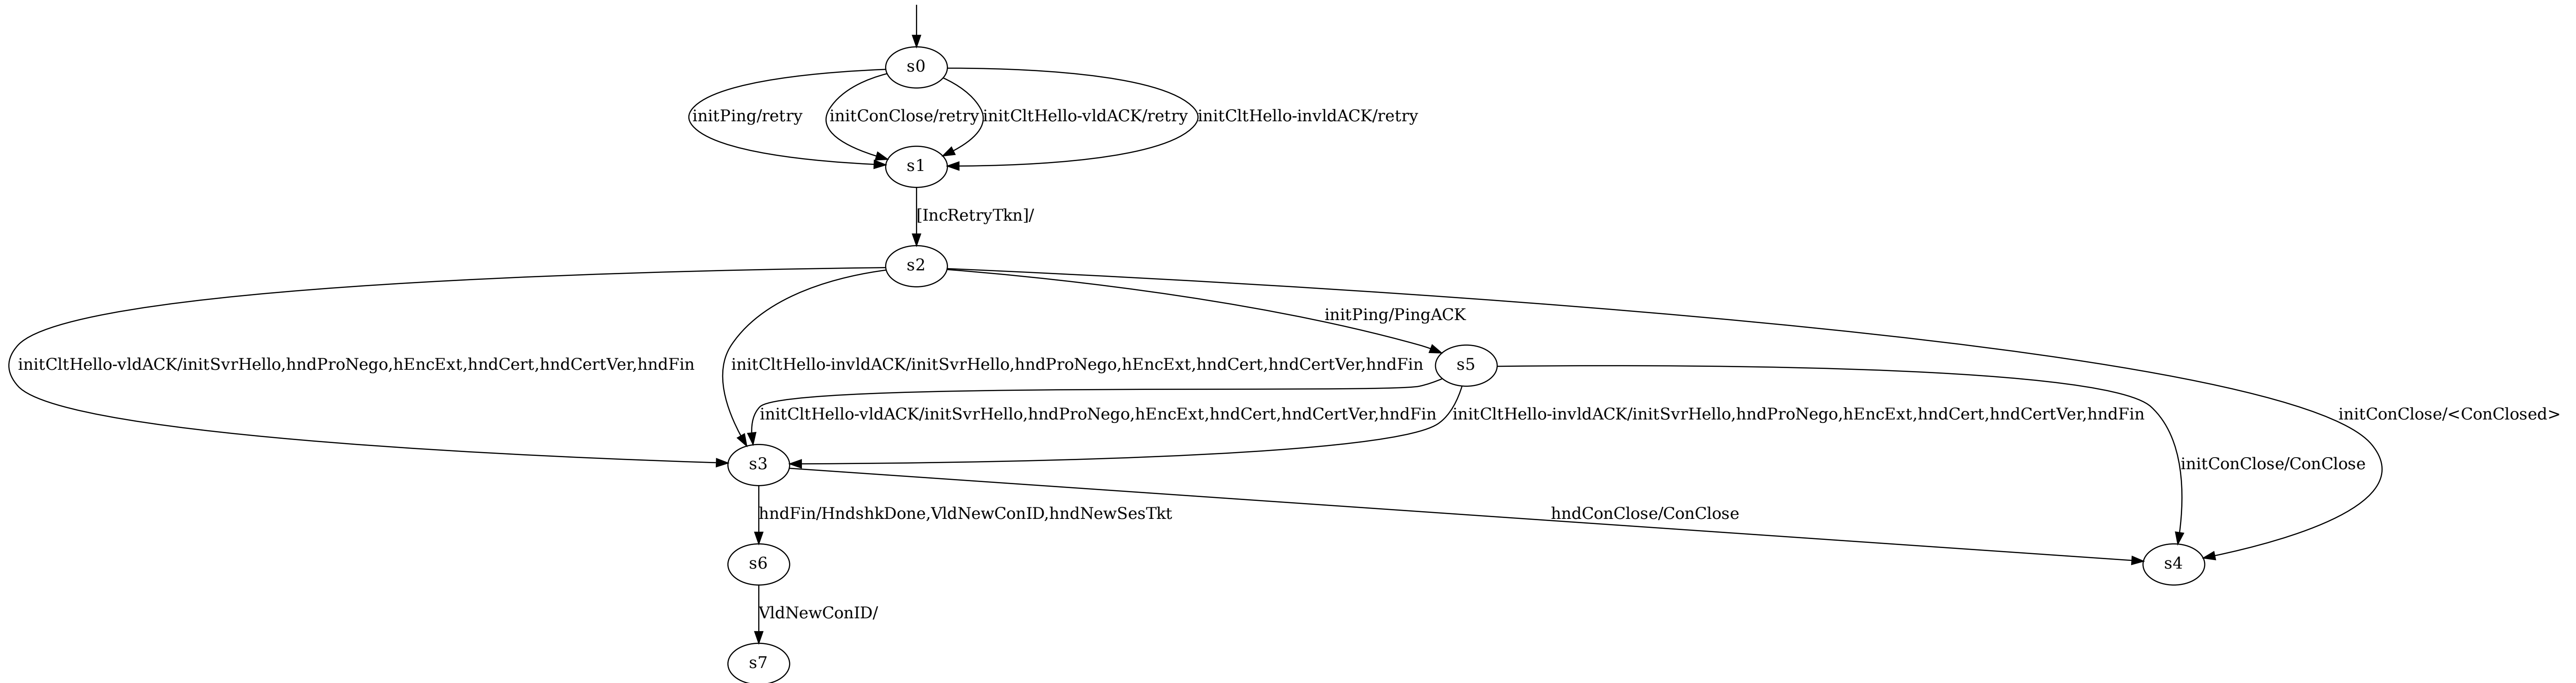 s0
initPing/retry
initConClose/retry
initCltHello-vldACK/retry
initCltHello-invldACK/retry
s1
[IncRetryTkn]/
s2
initPing/PingACK
initCltHello-vldACK/initSvrHello,hndProNego,hEncExt,hndCert,hndCertVer,hndFin
initCltHello-invldACK/initSvrHello,hndProNego,hEncExt,hndCert,hndCertVer,hndFin
s5
initCltHello-vldACK/initSvrHello,hndProNego,hEncExt,hndCert,hndCertVer,hndFin
initCltHello-invldACK/initSvrHello,hndProNego,hEncExt,hndCert,hndCertVer,hndFin
initConClose/<ConClosed>
s3
initConClose/ConClose
hndFin/HndshkDone,VldNewConID,hndNewSesTkt
hndConClose/ConClose
s6
s4
VldNewConID/
s7